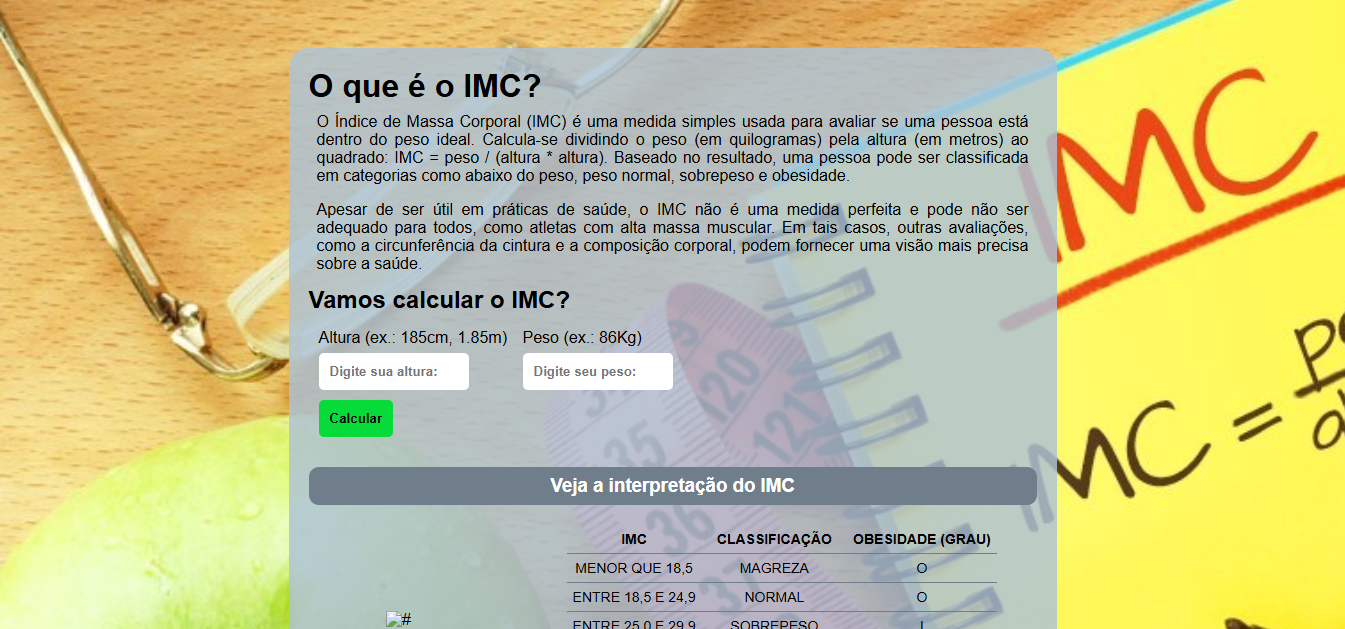 O que é o IMC?
O Índice de Massa Corporal (IMC) é uma medida simples usada para avaliar se uma pessoa está
dentro do peso ideal. Calcula-se dividindo o peso (em quilogramas) pela altura (em metros) ao
quadrado: IMC = peso / (altura * altura). Baseado no resultado, uma pessoa pode ser classificada
em categorias como abaixo do peso, peso normal, sobrepeso e obesidade.
Apesar de ser útil em práticas de saúde, o IMC não é uma medida perfeita e pode não ser
adequado para todos, como atletas com alta massa muscular. Em tais casos, outras avaliações,
como a circunferência da cintura e a composição corporal, podem fornecer uma visão mais precisa
sobre a saúde.
IMC
Vamos calcular o IMC?
Altura (ex.: 185cm, 1.85m) Peso (ex.: 86Kg)
Digite sua altura: Digite seu peso:
Calcular
120
121
35
36
37
IMC =
Veja a interpretação do IMC
IMC CLASSIFICAÇÃO OBESIDADE (GRAU)
MENOR QUE 18,5 MAGREZA O
ENTRE 18,5 E 24,9 NORMAL O
ENTRE 25,0 E 29,9 SOBREPESO I
#